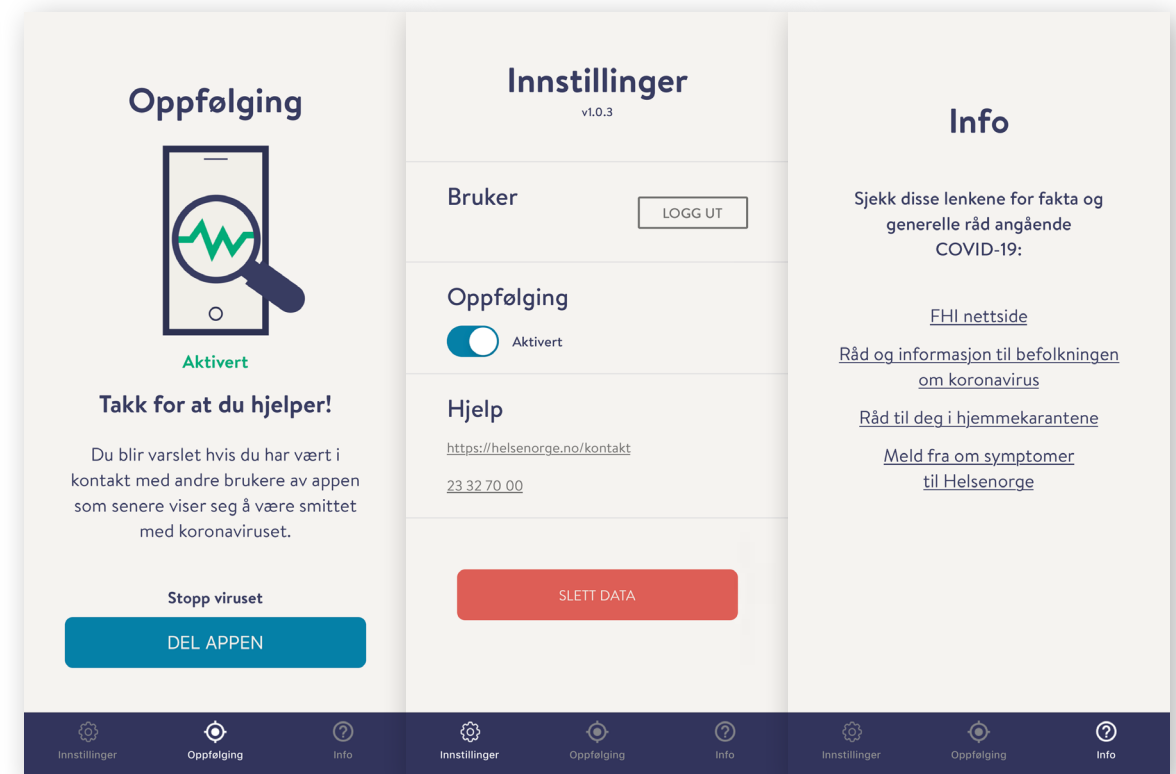 Oppfølging
Aktivert
Takk for at du hjelper!
Du blir varslet hvis du har vært i
kontakt med andre brukere av appen
som senere viser seg å være smittet
med koronaviruset.
Stopp viruset
DEL APPEN
Innstillinger
Oppfølging
Info
Innstillinger
v1.0.3
Bruker
LOGG UT
Oppfølging
Aktivert
Hjelp
https://helsenorge.no/kontakt
23 32 70 00
SLETT DATA
Innstillinger
Oppfølging
Info
Info
Sjekk disse lenkene for fakta og
generelle råd angående
COVID-19:
FHI nettside
Råd og informasjon til befolkningen
om koronavirus
Råd til deg i hjemmekarantene
Meld fra om symptomer
til Helsenorge
Innstillinger
Oppfølging
Info